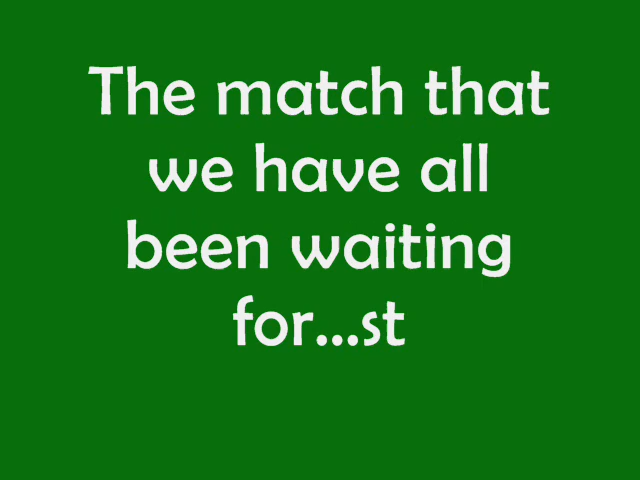 The match that
we have all
been waiting
for...st